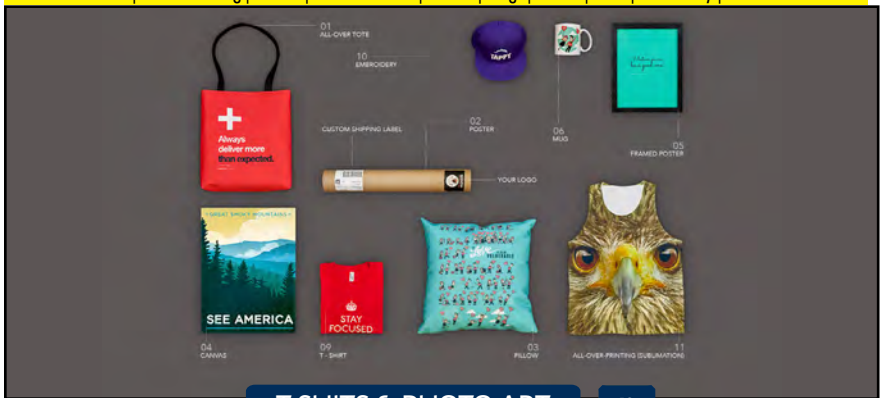 01
ALL-OVER TOTE
10
EMBROIDERY
CUSTOM SHIPPING LABEL
02
POSTER
06
MUG
05
FRAMED POSTER
YOUR LOGO
Always
deliver more
than expected.
GREAT SMOKY MOUNTAINS
SEE AMERICA
STAY
FOCUSED
04
CANVAS
09
T - SHIRT
03
PILLOW
11
ALL-OVER-PRINTING (SUBLIMATION)